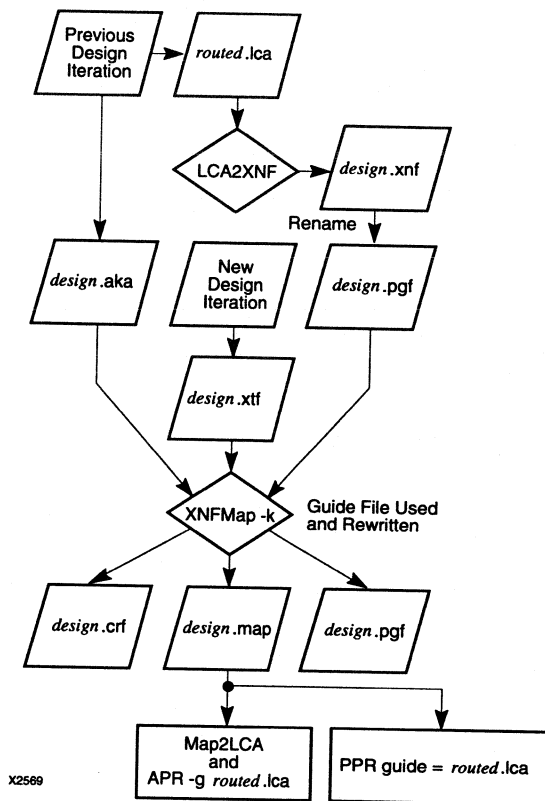 Previous
Design
Iteration
routed.lca
LCA2XNF
design.xnf
Rename
design.aka
New
Design
Iteration
design.pgf
design.xtf
XNFMap -k
Guide File Used
and Rewritten
design.crf
design.map
design.pgf
Map2LCA
and
APR -g routed.lca
PPR guide = routed.lca
X2569